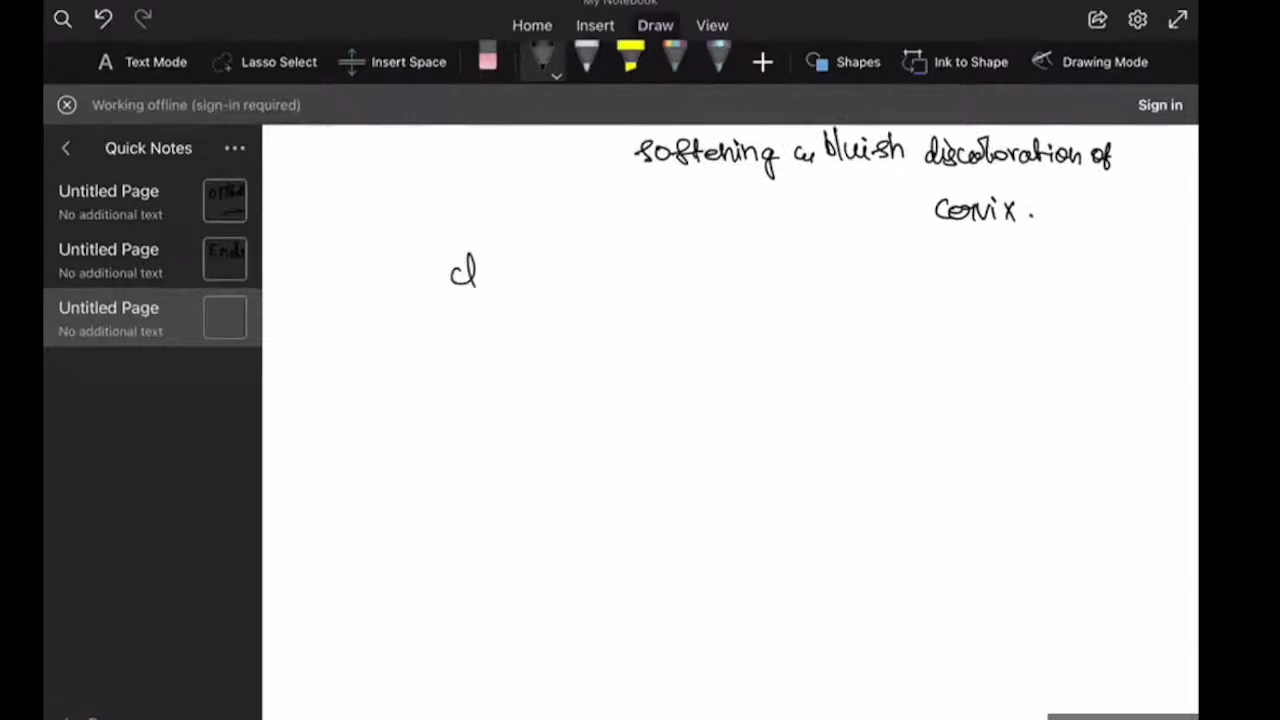 My Notebook
Home Insert Draw View
Text Mode Lasso Select Insert Space Shapes Ink to Shape Drawing Mode
Working offline (sign-in required) Sign in
Quick Notes
Untitled Page
No additional text
Untitled Page
No additional text
Untitled Page
No additional text
softening bluish discoloration of
cervix.